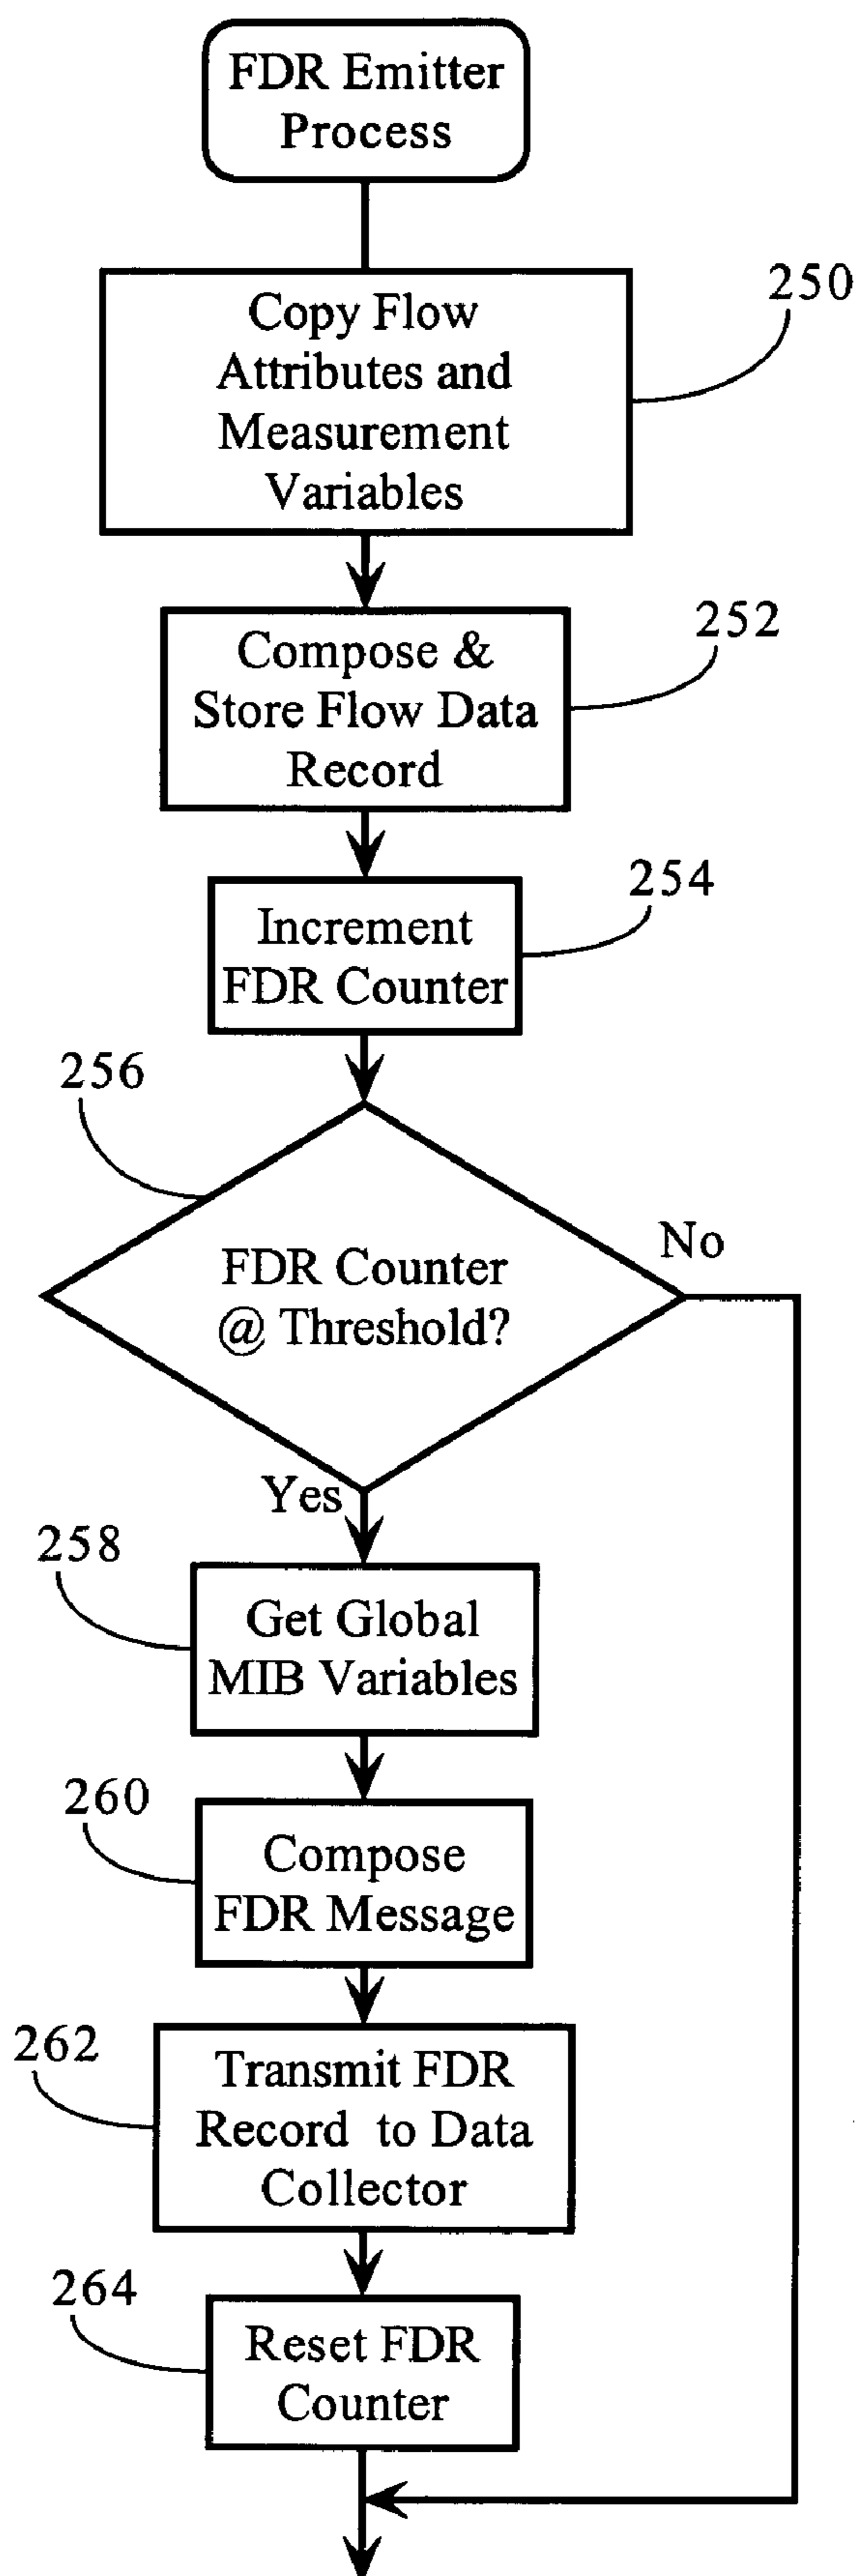 FDR Emitter
Process
250
Copy Flow
Attributes and
Measurement
Variables
252
Compose &
Store Flow Data
Record
254
Increment
FDR Counter
256
No
FDR Counter
@ Threshold?
Yes
258
Get Global
MIB Variables
260
Compose
FDR Message
262
Transmit FDR
Record to Data
Collector
264
Reset FDR
Counter